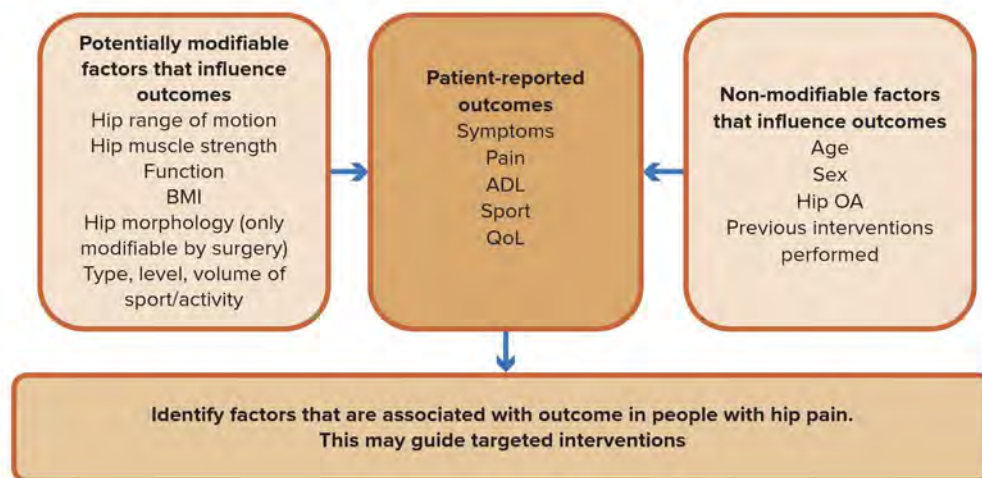 Potentially modifiable
factors that influence
outcomes
Hip range of motion
Hip muscle strength
Function
BMI
Hip morphology (only
modifiable by surgery)
Type, level, volume of
sport/activity
Patient-reported
outcomes
Symptoms
Pain
ADL
Sport
QoL
Non-modifiable factors
that influence outcomes
Age
Sex
Hip OA
Previous interventions
performed
Identify factors that are associated with outcome in people with hip pain.
This may guide targeted interventions